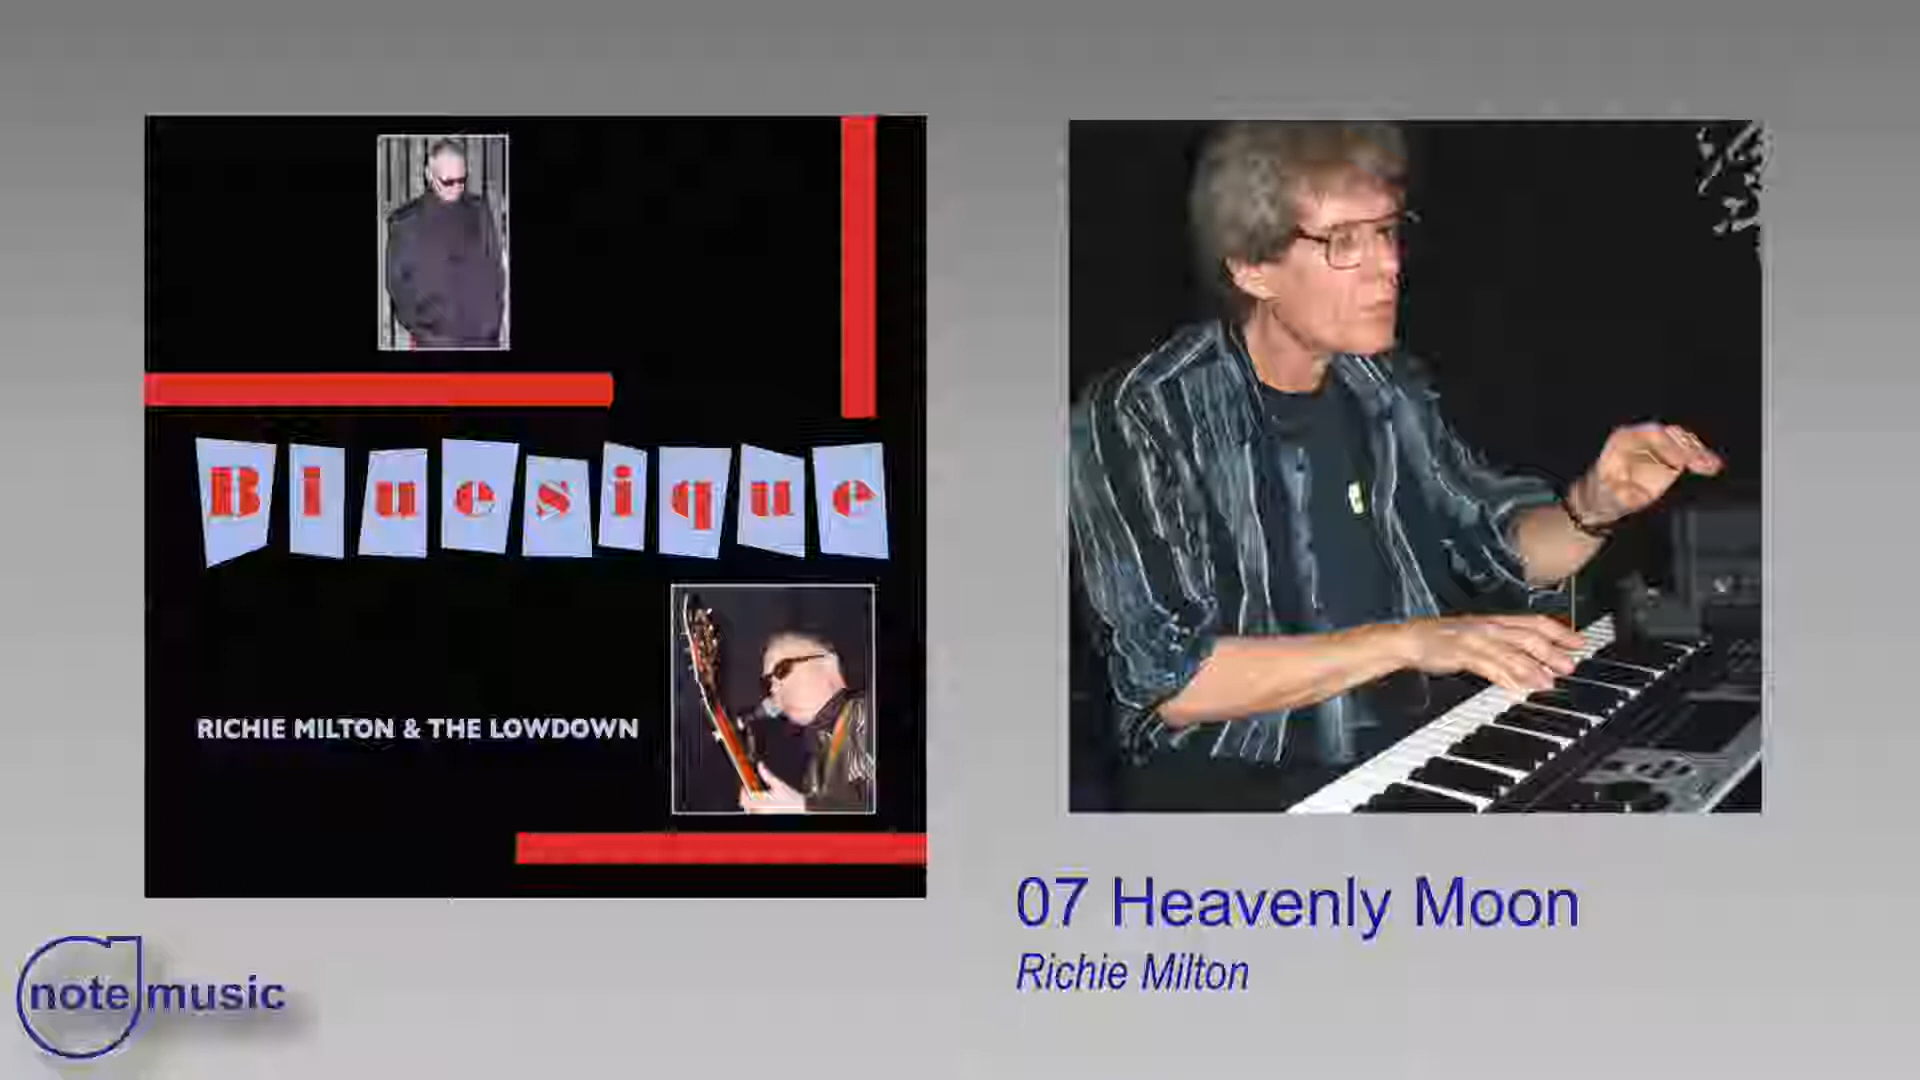 Bluesique
RICHIE MILTON & THE LOWDOWN
07 Heavenly Moon
Richie Milton
note music